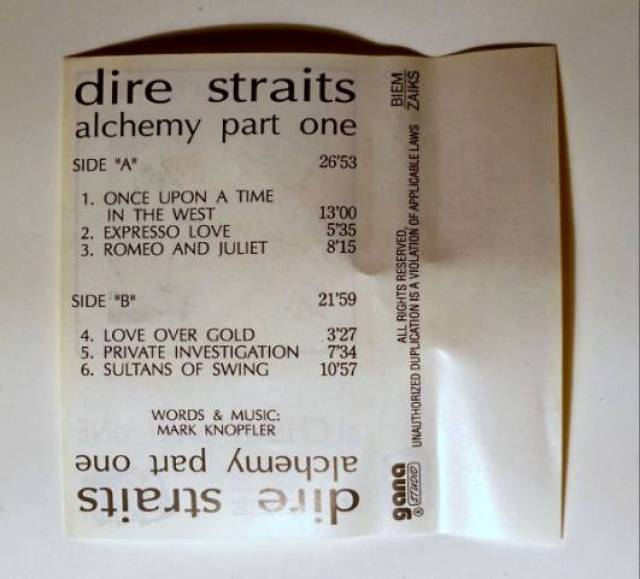 dire straits
alchemy part one
SIDE "A" 26'53
1. ONCE UPON A TIME
IN THE WEST 13'00
2. EXPRESSO LOVE 5'35
3. ROMEO AND JULIET 8'15
SIDE "B" 21'59
4. LOVE OVER GOLD 3'27
5. PRIVATE INVESTIGATION 7'34
6. SULTANS OF SWING 10'57
WORDS & MUSIC:
MARK KNOPFLER
alchemy part one
dire straits
BIEM
ZAIKS
ALL RIGHTS RESERVED,
UNAUTHORIZED DUPLICATION IS A VIOLATION OF APPLICABLE LAWS
gana
® STUDIO